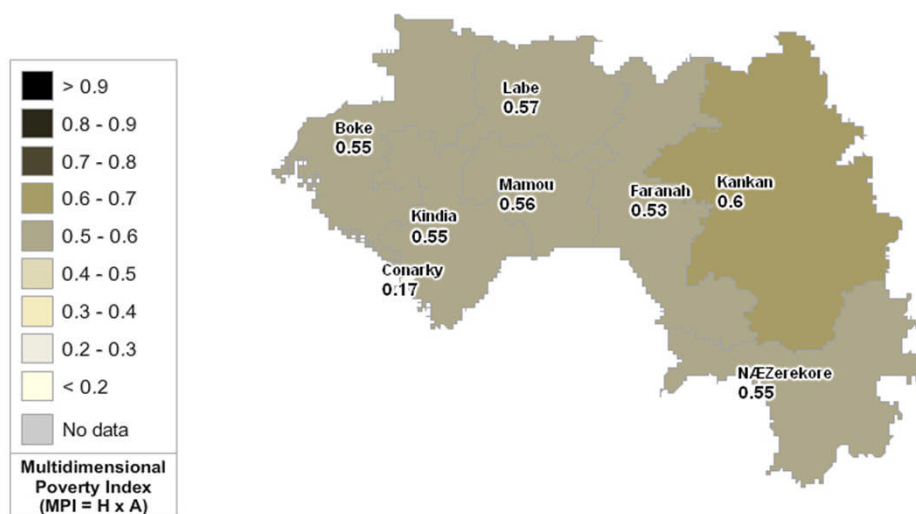 > 0.9
0.8 - 0.9
0.7 - 0.8
0.6 - 0.7
0.5 - 0.6
0.4 - 0.5
0.3 - 0.4
0.2 - 0.3
< 0.2
No data
Multidimensional
Poverty Index
(MPI = H x A)
Labe
0.57
Boke
0.55
Mamou
0.56
Faranah
0.53
Kankan
0.6
Kindia
0.55
Conarky
0.17
NÆZerekore
0.55